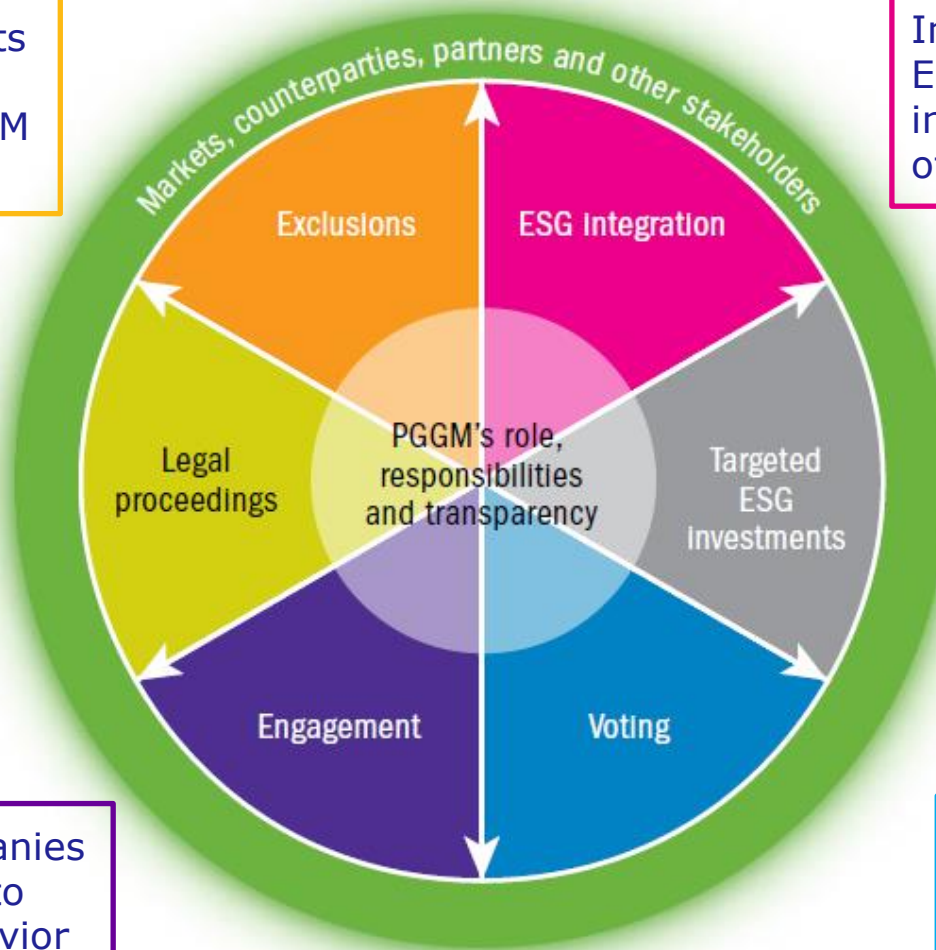 Markets, counterparties, partners and other stakeholders
Exclusions
ESG integration
Legal
proceedings
PGGM's role,
responsibilities
and transparency
Targeted
ESG
investments
Engagement
Voting